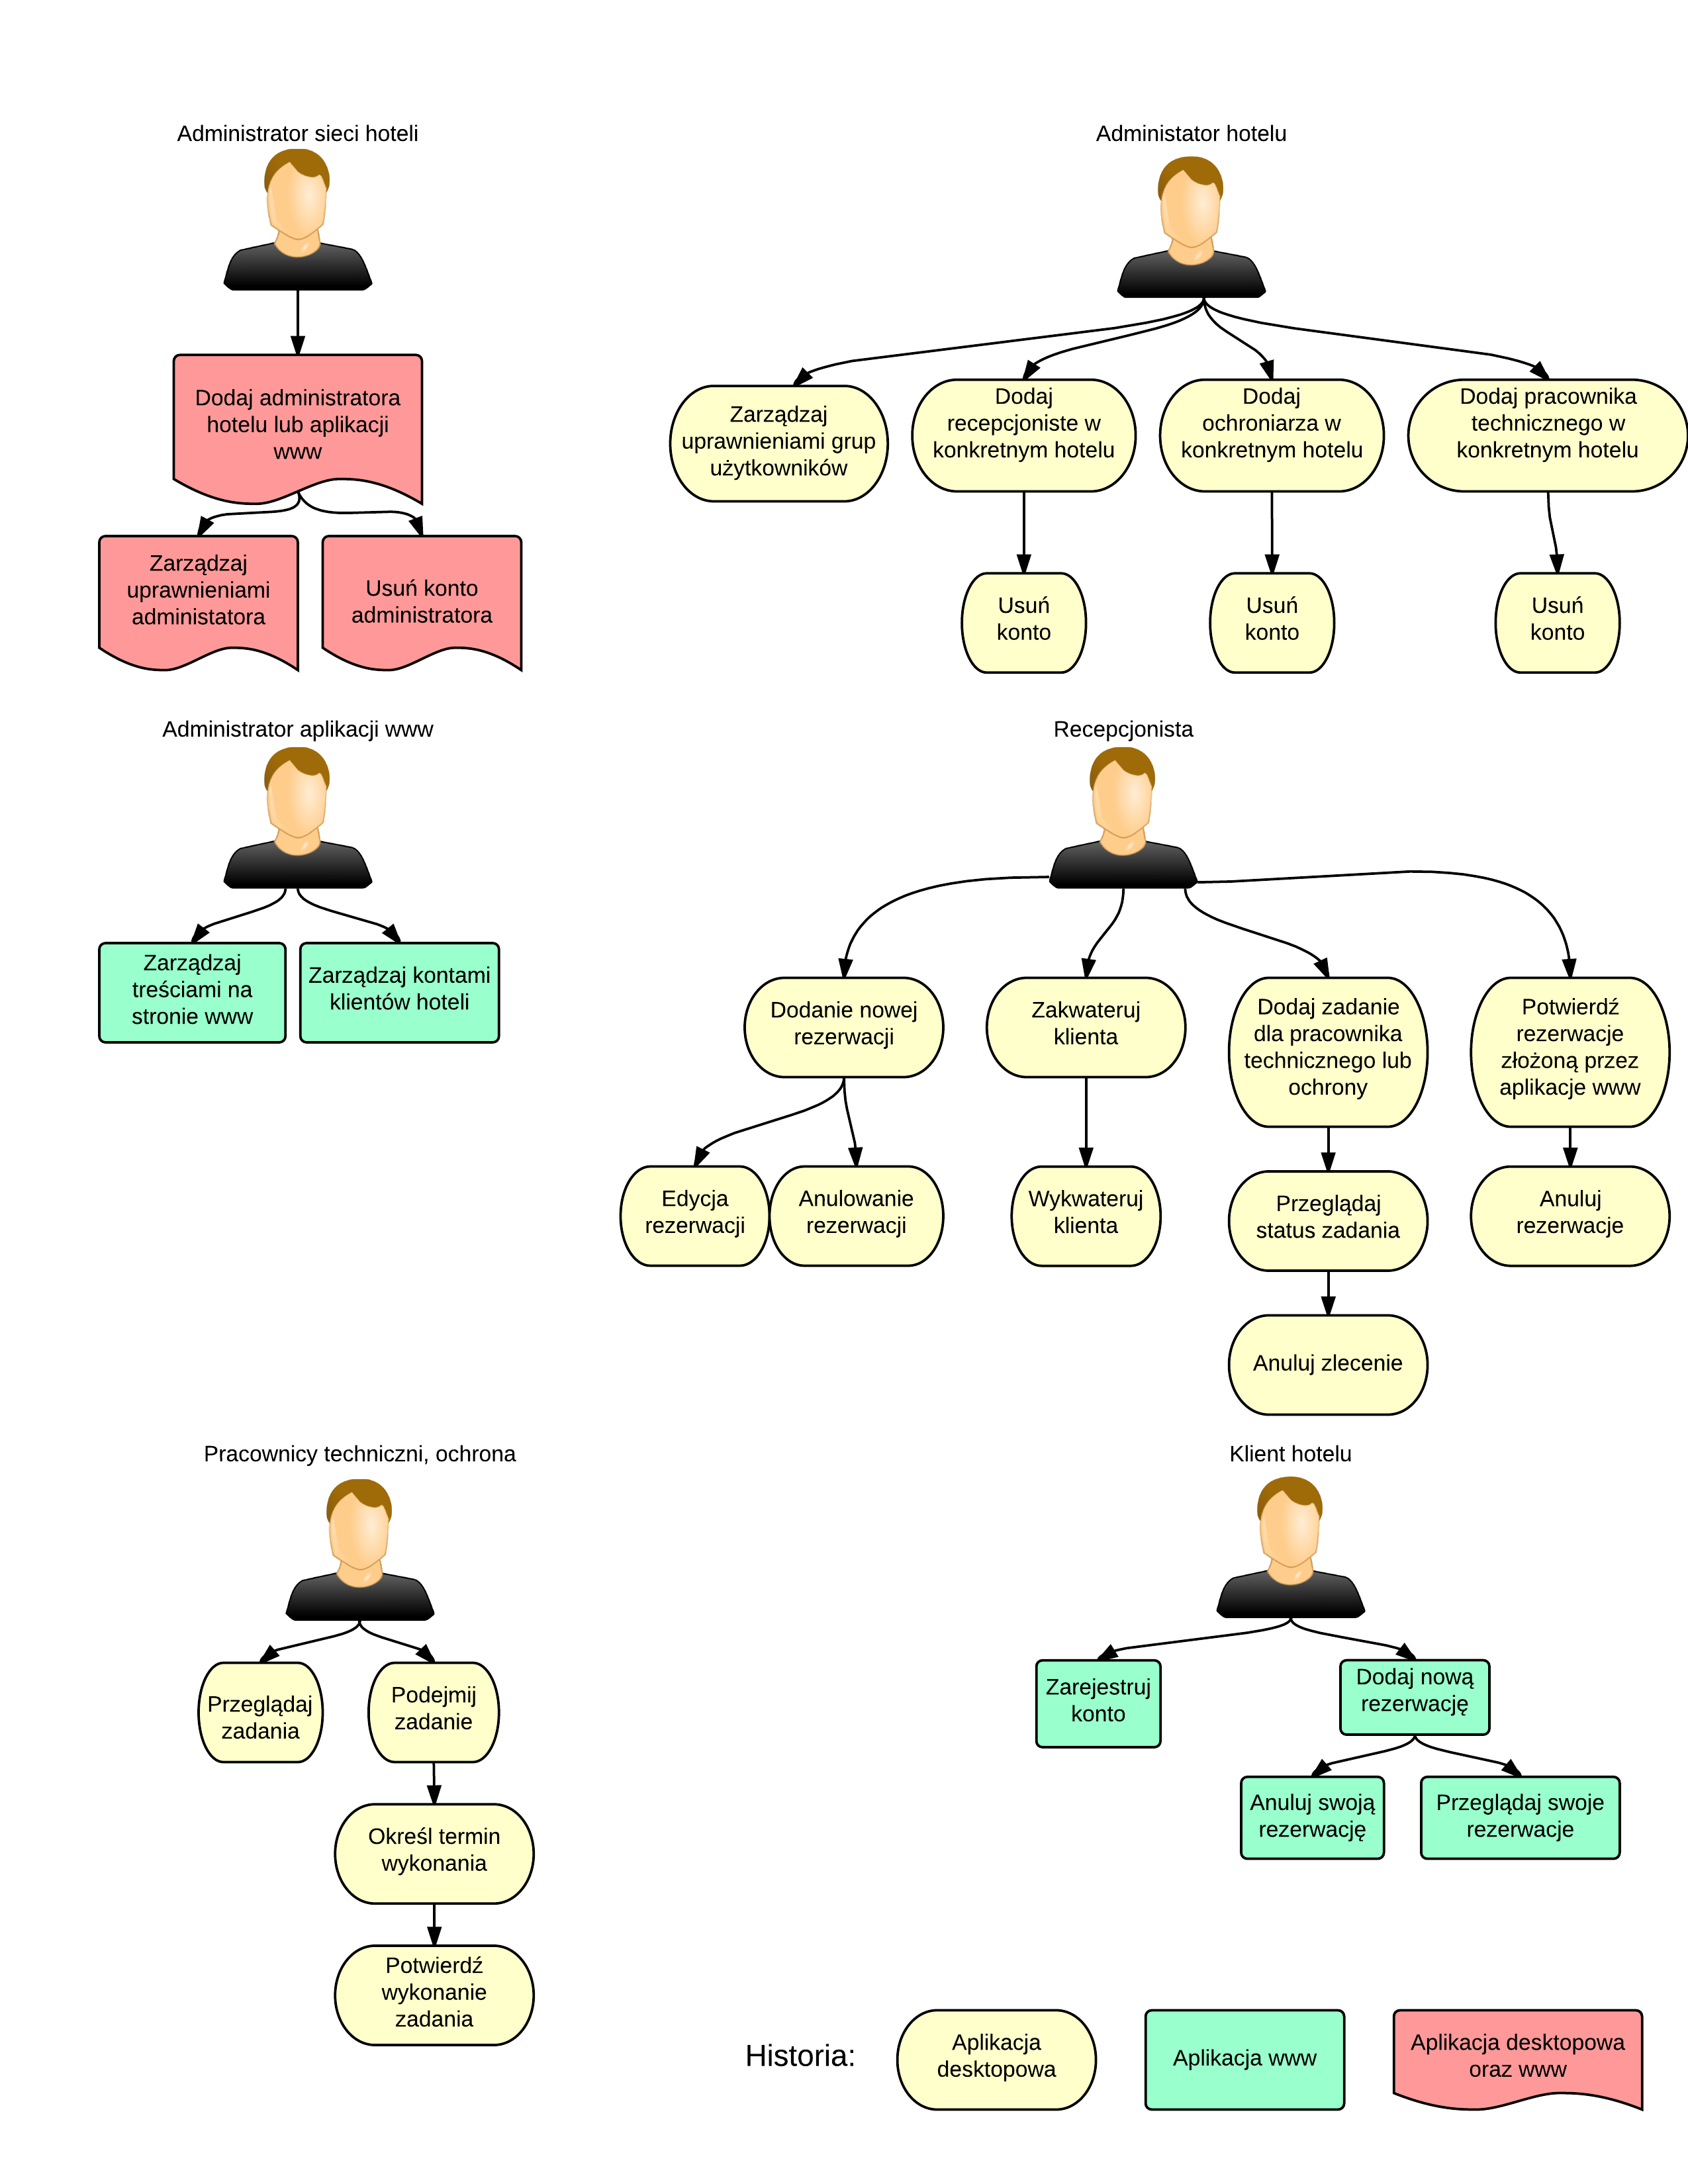 Administrator sieci hoteli
Dodaj administratora
hotelu lub aplikacji
www
Zarządzaj
uprawnieniami
administatora
Usuń konto
administratora
Administator hotelu
Zarządzaj
uprawnieniami grup
użytkowników
Dodaj
recepcjoniste w
konkretnym hotelu
Dodaj
ochroniarza w
konkretnym hotelu
Dodaj pracownika
technicznego w
konkretnym hotelu
Usuń
konto
Usuń
konto
Usuń
konto
Administrator aplikacji www
Zarządzaj
treściami na
stronie www
Zarządzaj kontami
klientów hoteli
Recepcjonista
Dodanie nowej
rezerwacji
Zakwateruj
klienta
Dodaj zadanie
dla pracownika
technicznego lub
ochrony
Potwierdź
rezerwacje
złożoną przez
aplikacje www
Edycja
rezerwacji
Anulowanie
rezerwacji
Wykwateruj
klienta
Przeglądaj
status zadania
Anuluj
rezerwacje
Anuluj zlecenie
Pracownicy techniczni, ochrona
Przeglądaj
zadania
Podejmij
zadanie
Określ termin
wykonania
Potwierdź
wykonanie
zadania
Klient hotelu
Zarejestruj
konto
Dodaj nową
rezerwację
Anuluj swoją
rezerwację
Przeglądaj swoje
rezerwacje
Historia:
Aplikacja
desktopowa
Aplikacja www
Aplikacja desktopowa
oraz www